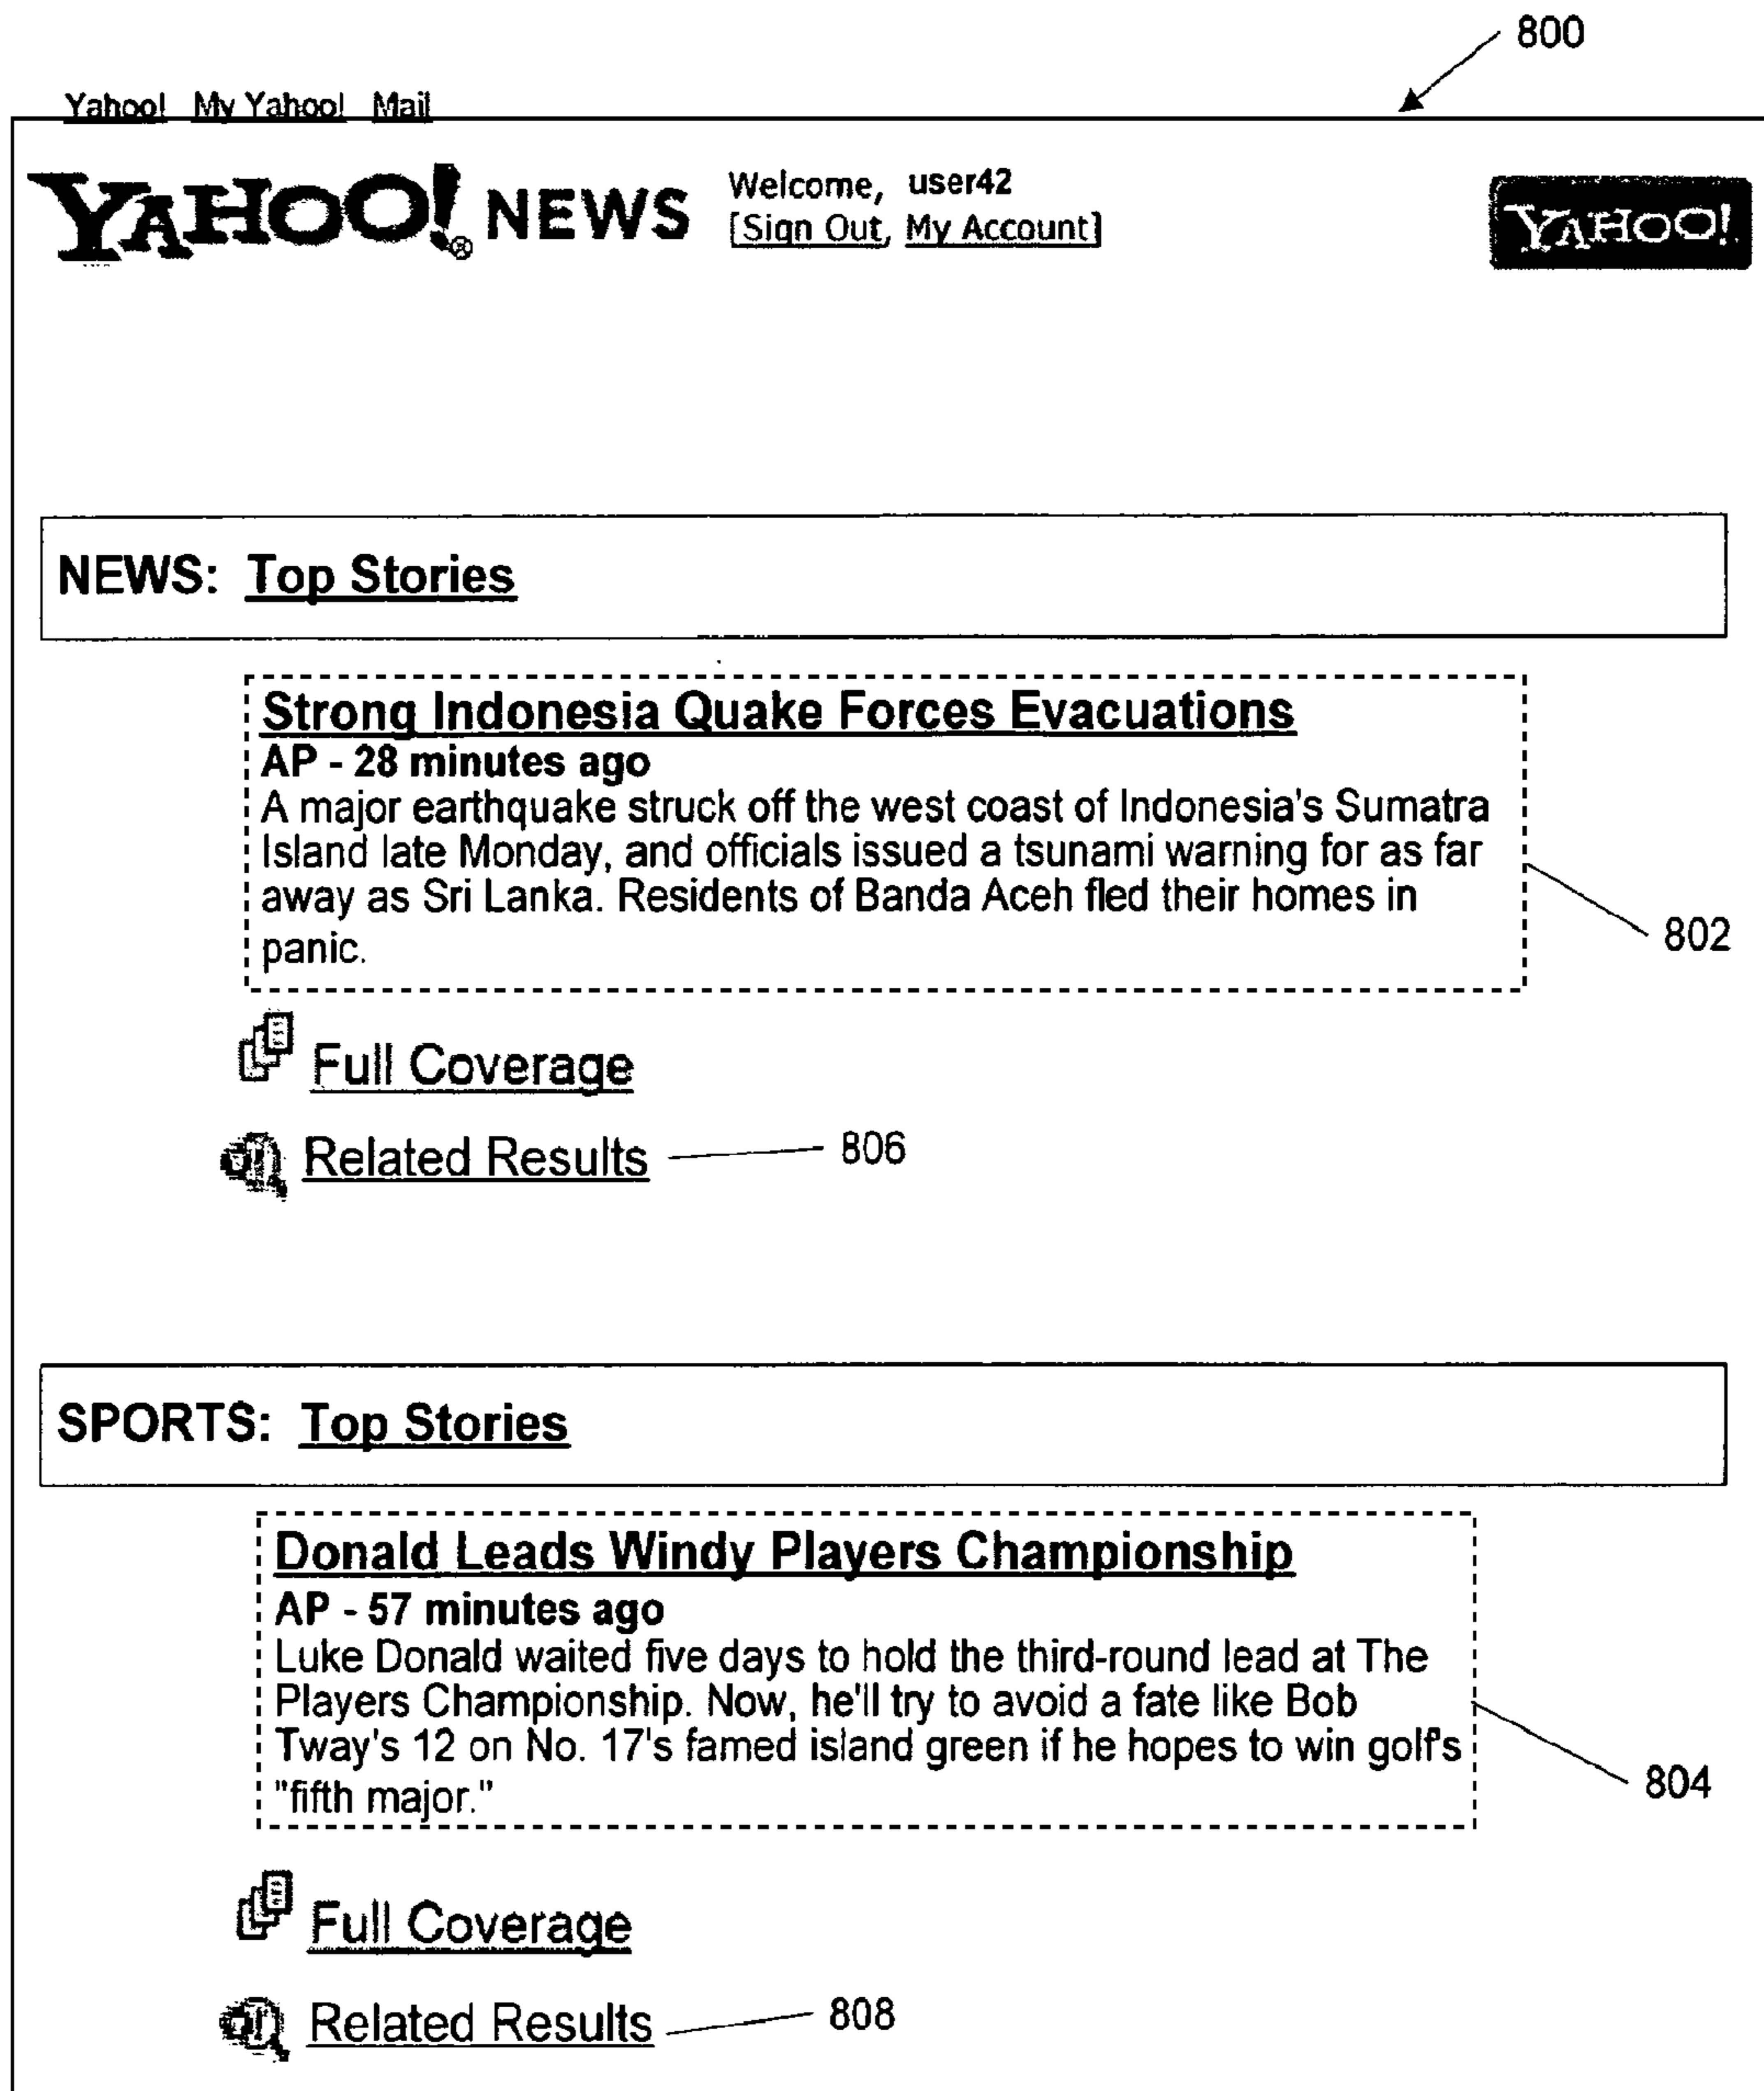 800
Yahoo! My Yahoo! Mail
YAHOO! NEWS
Welcome, user42
[Sign Out, My Account]
YAHOO!
NEWS: Top Stories
Strong Indonesia Quake Forces Evacuations
AP - 28 minutes ago
A major earthquake struck off the west coast of Indonesia's Sumatra
Island late Monday, and officials issued a tsunami warning for as far
away as Sri Lanka. Residents of Banda Aceh fled their homes in
panic.
802
Full Coverage
Related Results
806
SPORTS: Top Stories
Donald Leads Windy Players Championship
AP - 57 minutes ago
Luke Donald waited five days to hold the third-round lead at The
Players Championship. Now, he'll try to avoid a fate like Bob
Tway's 12 on No. 17's famed island green if he hopes to win golf's
"fifth major."
804
Full Coverage
Related Results
808